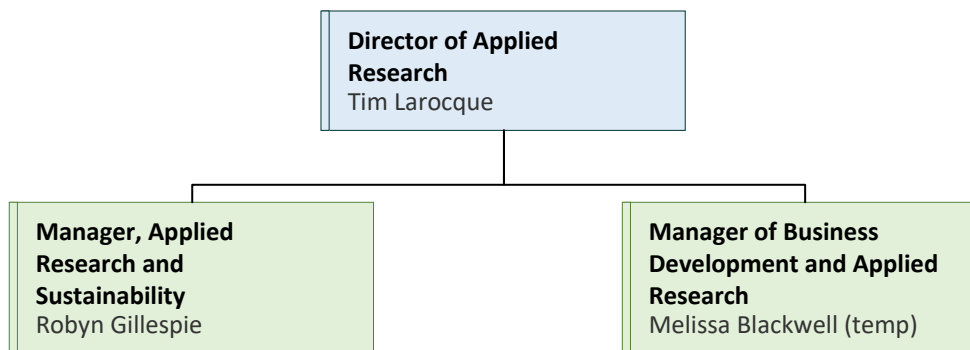 Director of Applied
Research
Tim Larocque
Manager, Applied
Research and
Sustainability
Robyn Gillespie
Manager of Business
Development and Applied
Research
Melissa Blackwell (temp)